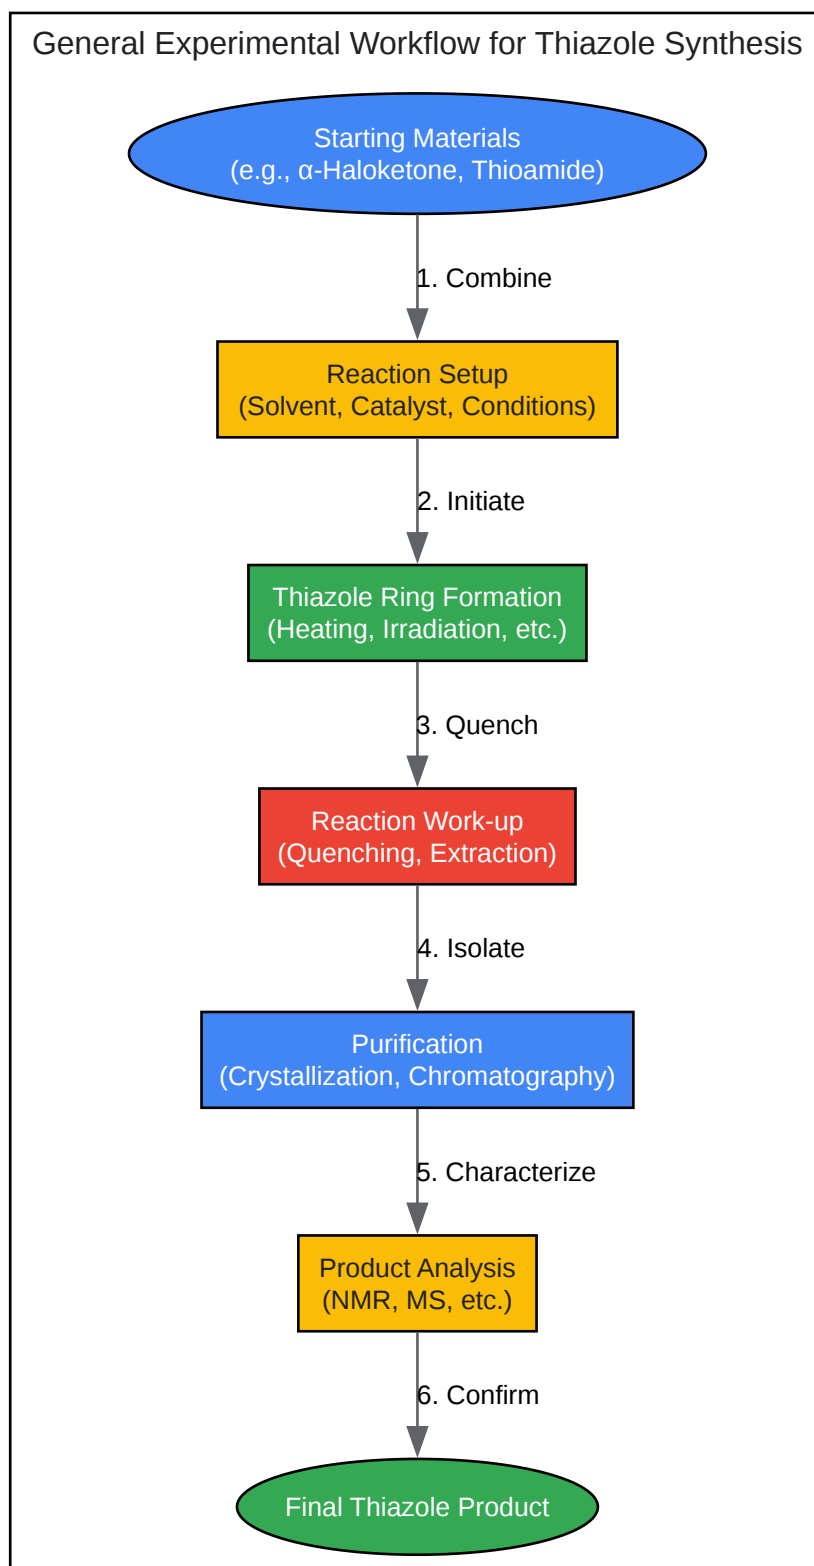 General Experimental Workflow for Thiazole Synthesis
Starting Materials
(e.g., α-Haloketone, Thioamide)
1. Combine
Reaction Setup
(Solvent, Catalyst, Conditions)
2. Initiate
Thiazole Ring Formation
(Heating, Irradiation, etc.)
3. Quench
Reaction Work-up
(Quenching, Extraction)
4. Isolate
Purification
(Crystallization, Chromatography)
5. Characterize
Product Analysis
(NMR, MS, etc.)
6. Confirm
Final Thiazole Product